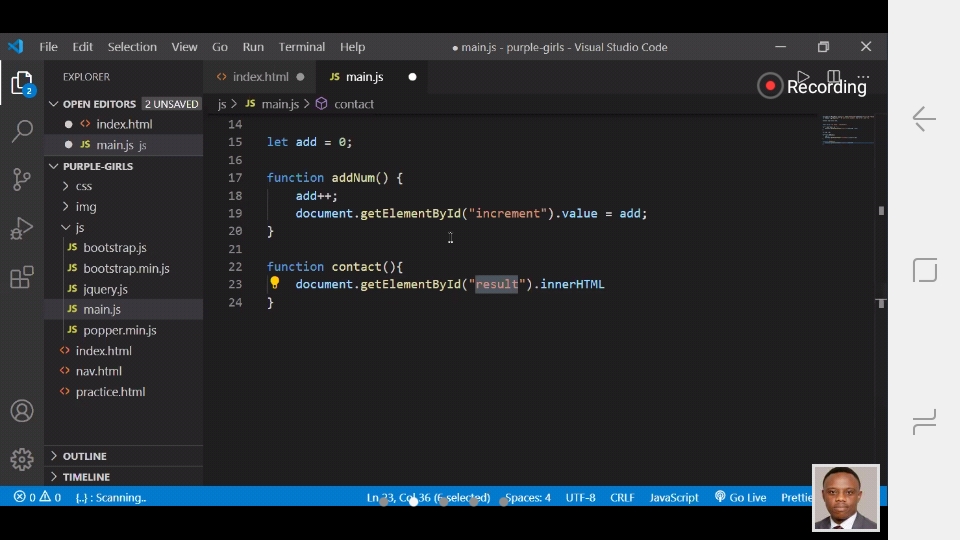 File Edit Selection View Go Run Terminal Help
● main.js - purple-girls - Visual Studio Code
EXPLORER
index.html
JS main.js
Recording
OPEN EDITORS 2 UNSAVED
js > JS main.js > contact
index.html
JS main.js js
PURPLE-GIRLS
css
img
js
JS bootstrap.js
JS bootstrap.min.js
JS jquery.js
JS main.js
JS popper.min.js
index.html
nav.html
practice.html
OUTLINE
TIMELINE
14
15 let add = 0;
16
17 function addNum() {
18 add++;
19 document.getElementById("increment").value = add;
20 }
21
22 function contact(){
23 document.getElementById("result").innerHTML
24 }
2
0 0 {..} : Scanning..
Ln 23, Col 36 (6 selected) Spaces: 4 UTF-8 CRLF JavaScript Go Live Prettie